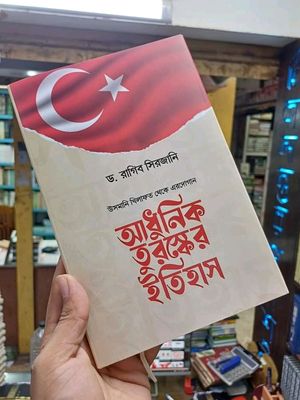 ড. রাগিব সিরজানি
উসমানি খিলাফত থেকে এরদোগান
আধুনিক
তুরস্কের
ইতিহাস